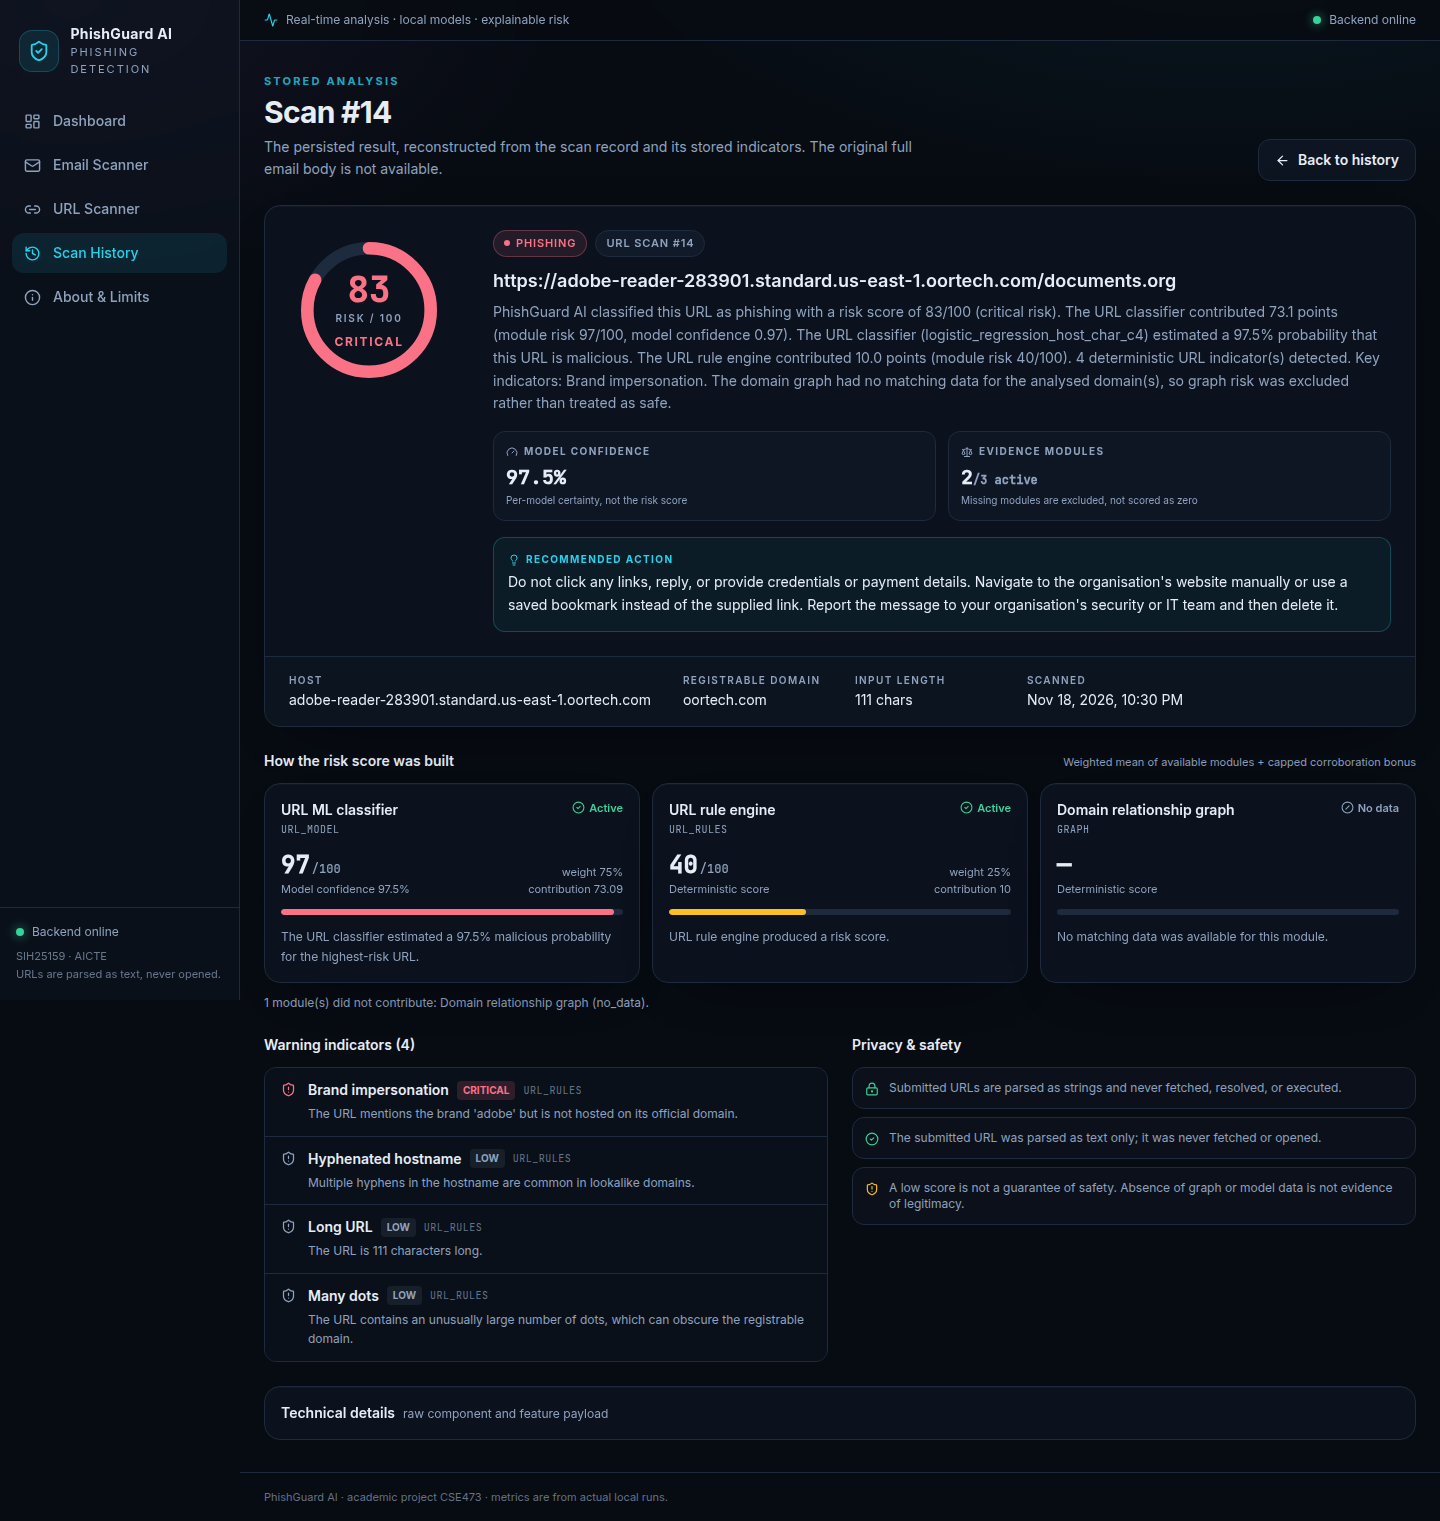 PhishGuard AI
PHISHING
DETECTION
Dashboard
Email Scanner
URL Scanner
Scan History
About & Limits
Backend online
SIH25159 · AICTE
URLs are parsed as text, never opened.
Real-time analysis · local models · explainable risk
Backend online
STORED ANALYSIS
Scan #14
The persisted result, reconstructed from the scan record and its stored indicators. The original full
email body is not available.
Back to history
83
RISK / 100
CRITICAL
PHISHING
URL SCAN #14
https://adobe-reader-283901.standard.us-east-1.oortech.com/documents.org
PhishGuard AI classified this URL as phishing with a risk score of 83/100 (critical risk). The URL classifier contributed 73.1 points
(module risk 97/100, model confidence 0.97). The URL classifier (logistic_regression_host_char_c4) estimated a 97.5% probability that
this URL is malicious. The URL rule engine contributed 10.0 points (module risk 40/100). 4 deterministic URL indicator(s) detected. Key
indicators: Brand impersonation. The domain graph had no matching data for the analysed domain(s), so graph risk was excluded
rather than treated as safe.
MODEL CONFIDENCE
97.5%
Per-model certainty, not the risk score
EVIDENCE MODULES
2/3 active
Missing modules are excluded, not scored as zero
RECOMMENDED ACTION
Do not click any links, reply, or provide credentials or payment details. Navigate to the organisation's website manually or use a
saved bookmark instead of the supplied link. Report the message to your organisation's security or IT team and then delete it.
HOST
adobe-reader-283901.standard.us-east-1.oortech.com
REGISTRABLE DOMAIN
oortech.com
INPUT LENGTH
111 chars
SCANNED
Nov 18, 2026, 10:30 PM
How the risk score was built
Weighted mean of available modules + capped corroboration bonus
URL ML classifier
Active
URL_MODEL
97/100
weight 75%
Model confidence 97.5%
contribution 73.09
The URL classifier estimated a 97.5% malicious probability
for the highest-risk URL.
URL rule engine
Active
URL_RULES
40/100
weight 25%
Deterministic score
contribution 10
URL rule engine produced a risk score.
Domain relationship graph
No data
GRAPH
—
Deterministic score
No matching data was available for this module.
1 module(s) did not contribute: Domain relationship graph (no_data).
Warning indicators (4)
Brand impersonation CRITICAL URL_RULES
The URL mentions the brand 'adobe' but is not hosted on its official domain.
Hyphenated hostname LOW URL_RULES
Multiple hyphens in the hostname are common in lookalike domains.
Long URL LOW URL_RULES
The URL is 111 characters long.
Many dots LOW URL_RULES
The URL contains an unusually large number of dots, which can obscure the registrable
domain.
Privacy & safety
Submitted URLs are parsed as strings and never fetched, resolved, or executed.
The submitted URL was parsed as text only; it was never fetched or opened.
A low score is not a guarantee of safety. Absence of graph or model data is not evidence
of legitimacy.
Technical details raw component and feature payload
PhishGuard AI · academic project CSE473 · metrics are from actual local runs.